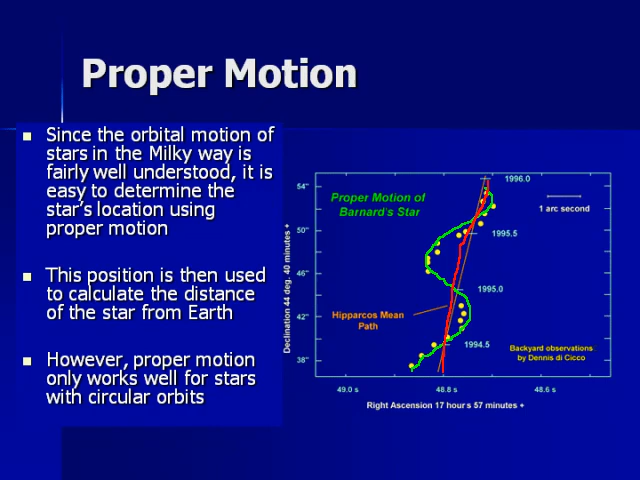 Proper Motion
Since the orbital motion of
stars in the Milky way is
fairly well understood, it is
easy to determine the
star's location using
proper motion
This position is then used
to calculate the distance
of the star from Earth
However, proper motion
only works well for stars
with circular orbits
Proper Motion of
Barnard's Star
1996.0
1 arc second
1995.5
1995.0
Hipparcos Mean
Path
1994.5
Backyard observations
by Dennis di Cicco
54"
50"
46"
42"
38"
Declination 44 deg. 40 minutes +
49.0 s
48.8 s
48.6 s
Right Ascension 17 hours 57 minutes +